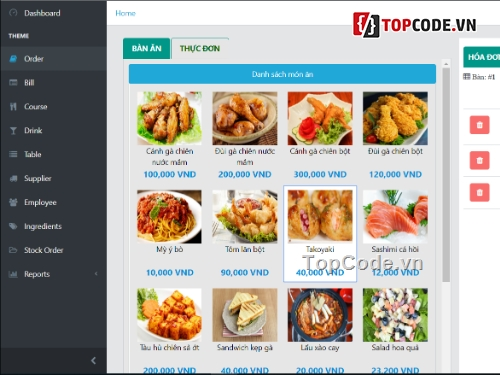 Dashboard
THEME
Order
Bill
Course
Drink
Table
Supplier
Employee
Ingredients
Stock Order
Reports
Home
TOPCODE.VN
BÀN ĂN
THỰC ĐƠN
Danh sách món ăn
Cánh gà chiên nước mắm
100,000 VND
Đùi gà chiên nước mắm
200,000 VND
Cánh gà chiên bột
300,000 VND
Đùi gà chiên bột
120,000 VND
Mỳ ý bò
10,000 VND
Tôm lăn bột
90,000 VND
Takoyaki
40,000 VND
Sashimi cá hồi
12,000 VND
TopCode.vn
Tàu hủ chiên sả ớt
200,000 VND
Sandwich kẹp gà
40,000 VND
Lẩu xào cay
20,000 VND
Salad hoa quả
23,200 VND
HÓA ĐƠ
Bàn: #1